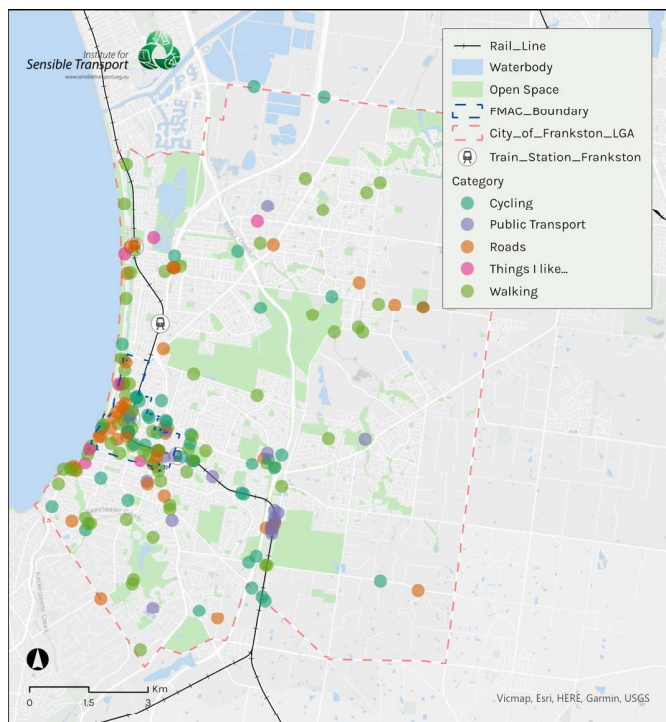 Institute for
Sensible Transport
www.sensibletransport.org.au
Rail_Line
Waterbody
Open Space
FMAC_Boundary
City_of_Frankston_LGA
Train_Station_Frankston
Category
Cycling
Public Transport
Roads
Things I like...
Walking
0
1.5
3
Km
Vicmap, Esri, HERE, Garmin, USGS